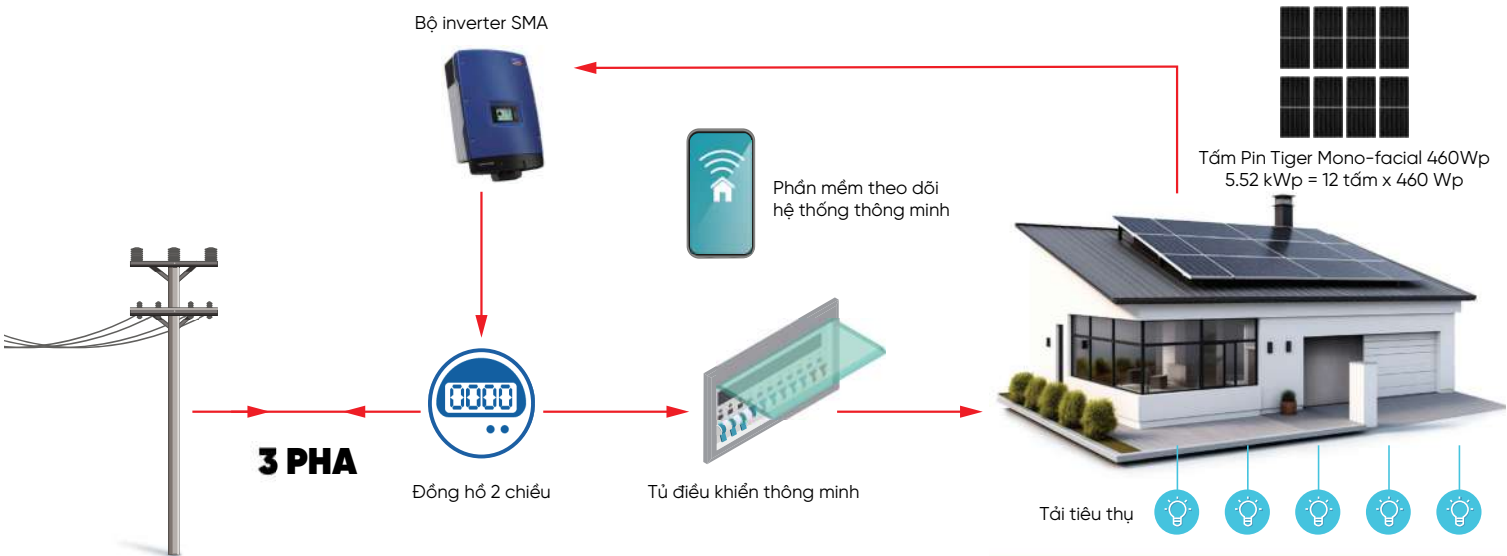 Bộ inverter SMA
Tấm Pin Tiger Mono-facial 460Wp
5.52 kWp = 12 tấm x 460 Wp
Phần mềm theo dõi
hệ thống thông minh
0000
3 PHA
Đồng hồ 2 chiều
Tủ điều khiển thông minh
Tải tiêu thụ